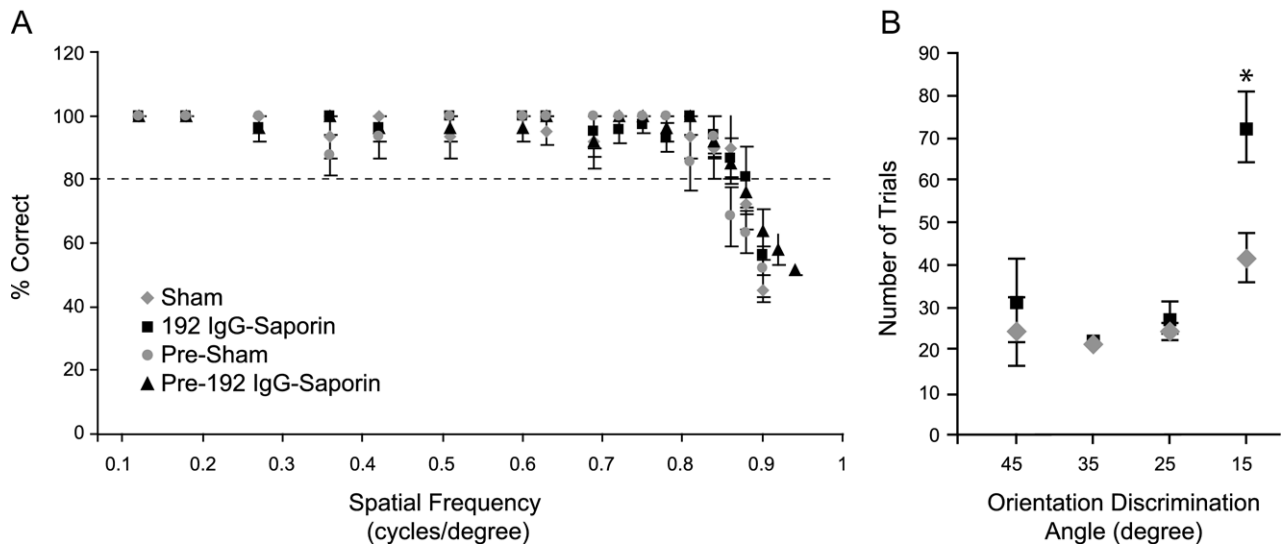 A
120
100
80
60
40
20
0
% Correct
Sham
192 IgG-Saporin
Pre-Sham
Pre-192 IgG-Saporin
0.1 0.2 0.3 0.4 0.5 0.6 0.7 0.8 0.9 1
Spatial Frequency
(cycles/degree)
B
90
80
70
60
50
40
30
20
10
0
Number of Trials
*
45 35 25 15
Orientation Discrimination
Angle (degree)